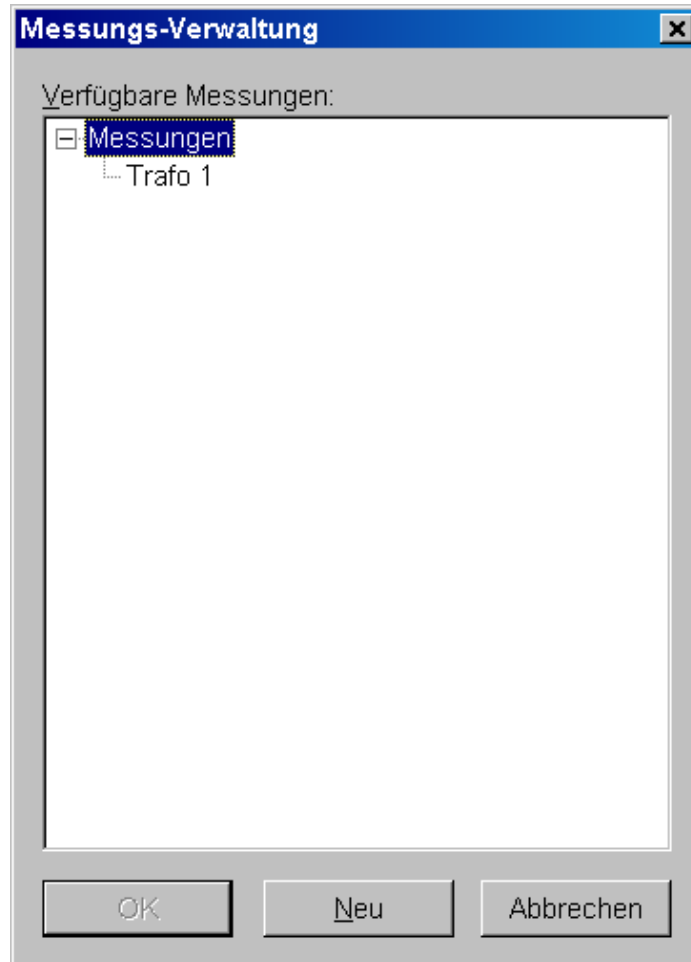 Messungs-Verwaltung
Verfügbare Messungen:
Messungen
Trafo 1
OK Neu Abbrechen